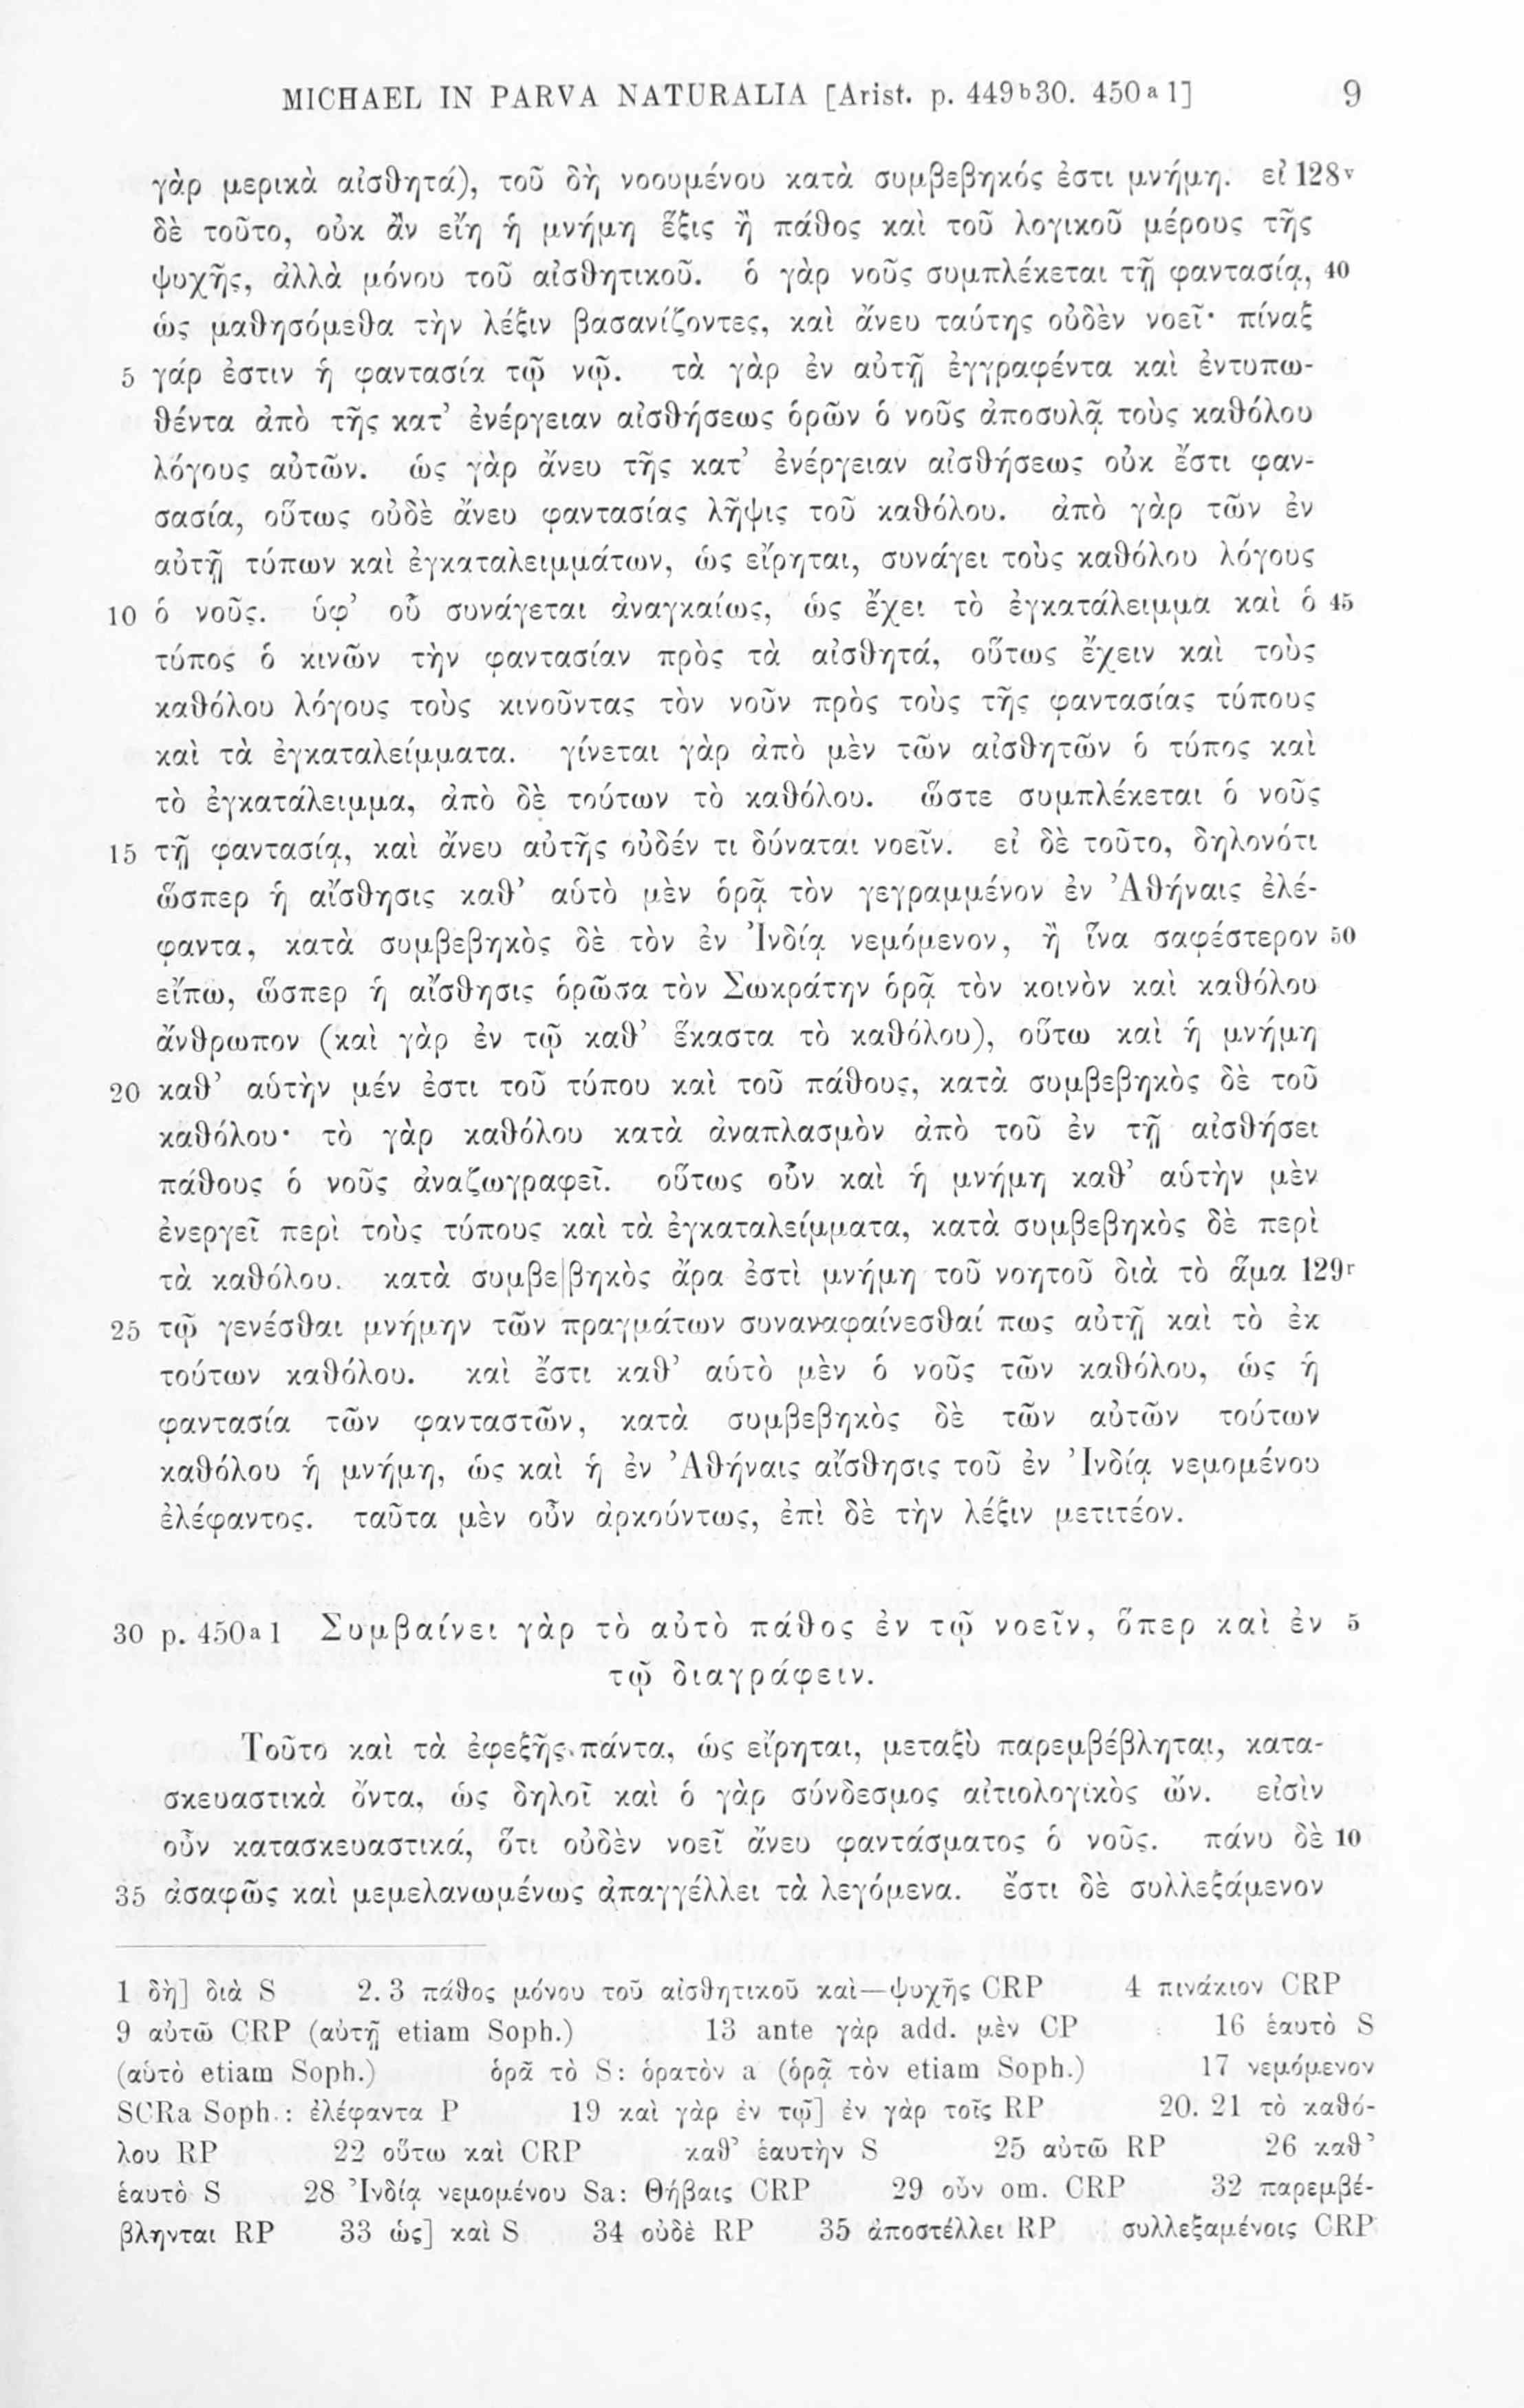 MICHAEL IN PARVA NATURALIA [Arist. p. 449b30. 450a1] 9
γὰρ μερικὰ αἰσθητά), τοῦ δὴ νοουμένου κατὰ συμβεβηκός ἐστι μνήμη. εἰ 128v
δὲ τοῦτο, οὐκ ἂν εἴη ἡ μνήμη ἕξις ἢ πάθος καὶ τοῦ λογικοῦ μέρους τῆς
ψυχῆς, ἀλλὰ μόνου τοῦ αἰσθητικοῦ. ὁ γὰρ νοῦς συμπλέκεται τῇ φαντασίᾳ, 40
ὡς μαθησόμεθα τὴν λέξιν βασανίζοντες, καὶ ἄνευ ταύτης οὐδὲν νοεῖ· πίναξ
5 γάρ ἐστιν ἡ φαντασία τῷ νῷ. τὰ γὰρ ἐν αὐτῇ ἐγγραφέντα καὶ ἐντυπω-
θέντα ἀπὸ τῆς κατ’ ἐνέργειαν αἰσθήσεως ὁρῶν ὁ νοῦς ἀποσυλᾷ τοὺς καθόλου
λόγους αὐτῶν. ὡς γὰρ ἄνευ τῆς κατ’ ἐνέργειαν αἰσθήσεως οὐκ ἔστι φαν-
σασία, οὕτως οὐδὲ ἄνευ φαντασίας λῆψις τοῦ καθόλου. ἀπὸ γὰρ τῶν ἐν
αὐτῇ τύπων καὶ ἐγκαταλειμμάτων, ὡς εἴρηται, συνάγει τοὺς καθόλου λόγους
10 ὁ νοῦς. ὑφ’ οὗ συνάγεται ἀναγκαίως, ὡς ἔχει τὸ ἐγκατάλειμμα καὶ ὁ 45
τύπος ὁ κινῶν τὴν φαντασίαν πρὸς τὰ αἰσθητά, οὕτως ἔχειν καὶ τοὺς
καθόλου λόγους τοὺς κινοῦντας τὸν νοῦν πρὸς τοὺς τῆς φαντασίας τύπους
καὶ τὰ ἐγκαταλείμματα. γίνεται γὰρ ἀπὸ μὲν τῶν αἰσθητῶν ὁ τύπος καὶ
τὸ ἐγκατάλειμμα, ἀπὸ δὲ τούτων τὸ καθόλου. ὥστε συμπλέκεται ὁ νοῦς
15 τῇ φαντασίᾳ, καὶ ἄνευ αὐτῆς οὐδέν τι δύναται νοεῖν. εἰ δὲ τοῦτο, δηλονότι
ὥσπερ ἡ αἴσθησις καθ’ αὑτὸ μὲν ὁρᾷ τὸν γεγραμμένον ἐν Ἀθήναις ἐλέ-
φαντα, κατὰ συμβεβηκὸς δὲ τὸν ἐν Ἰνδίᾳ νεμόμενον, ἢ ἵνα σαφέστερον 50
εἴπω, ὥσπερ ἡ αἴσθησις ὁρῶσα τὸν Σωκράτην ὁρᾷ τὸν κοινὸν καὶ καθόλου
ἄνθρωπον (καὶ γὰρ ἐν τῷ καθ’ ἕκαστα τὸ καθόλου), οὕτω καὶ ἡ μνήμη
20 καθ’ αὑτὴν μέν ἐστι τοῦ τύπου καὶ τοῦ πάθους, κατὰ συμβεβηκὸς δὲ τοῦ
καθόλου· τὸ γὰρ καθόλου κατὰ ἀναπλασμὸν ἀπὸ τοῦ ἐν τῇ αἰσθήσει
πάθους ὁ νοῦς ἀναζωγραφεῖ. οὕτως οὖν καὶ ἡ μνήμη καθ’ αὑτὴν μὲν
ἐνεργεῖ περὶ τοὺς τύπους καὶ τὰ ἐγκαταλείμματα, κατὰ συμβεβηκὸς δὲ περὶ
τὰ καθόλου. κατὰ συμβε|βηκὸς ἄρα ἐστὶ μνήμη τοῦ νοητοῦ διὰ τὸ ἅμα 129r
25 τῷ γενέσθαι μνήμην τῶν πραγμάτων συναναφαίνεσθαί πως αὐτῇ καὶ τὸ ἐκ
τούτων καθόλου. καὶ ἔστι καθ’ αὑτὸ μὲν ὁ νοῦς τῶν καθόλου, ὡς ἡ
φαντασία τῶν φανταστῶν, κατὰ συμβεβηκὸς δὲ τῶν αὐτῶν τούτων
καθόλου ἡ μνήμη, ὡς καὶ ἡ ἐν Ἀθήναις αἴσθησις τοῦ ἐν Ἰνδίᾳ νεμομένου
ἐλέφαντος. ταῦτα μὲν οὖν ἀρκούντως, ἐπὶ δὲ τὴν λέξιν μετιτέον.
30 p. 450a1 Συμβαίνει γὰρ τὸ αὐτὸ πάθος ἐν τῷ νοεῖν, ὅπερ καὶ ἐν 5
τῷ διαγράφειν.
Τοῦτο καὶ τὰ ἐφεξῆς πάντα, ὡς εἴρηται, μεταξὺ παρεμβέβληται, κατα-
σκευαστικὰ ὄντα, ὡς δηλοῖ καὶ ὁ γὰρ σύνδεσμος αἰτιολογικὸς ὤν. εἰσὶν
οὖν κατασκευαστικά, ὅτι οὐδὲν νοεῖ ἄνευ φαντάσματος ὁ νοῦς. πάνυ δὲ 10
35 ἀσαφῶς καὶ μεμελανωμένως ἀπαγγέλλει τὰ λεγόμενα. ἔστι δὲ συλλεξάμενον
1 δὴ] διὰ S 2. 3 πάθος μόνου τοῦ αἰσθητικοῦ καὶ—ψυχῆς CRP 4 πινάκιον CRP
9 αὐτῶ CRP (αὐτῇ etiam Soph.) 13 ante γὰρ add. μὲν CP 16 ἑαυτὸ S
(αὑτὸ etiam Soph.) ὁρᾶ τὸ S: ὁρατὸν a (ὁρᾷ τὸν etiam Soph.) 17 νεμόμενον
SCRa Soph.: ἐλέφαντα P 19 καὶ γὰρ ἐν τῷ] ἐν γὰρ τοῖς RP 20. 21 τὸ καθό-
λου RP 22 οὕτω καὶ CRP καθ’ ἑαυτὴν S 25 αὐτῶ RP 26 καθ’
ἑαυτὸ S 28 Ἰνδίᾳ νεμομένου Sa: Θήβαις CRP 29 οὖν om. CRP 32 παρεμβέ-
βληνται RP 33 ὡς] καὶ S 34 οὐδὲ RP 35 ἀποστέλλει RP συλλεξαμένοις CRP